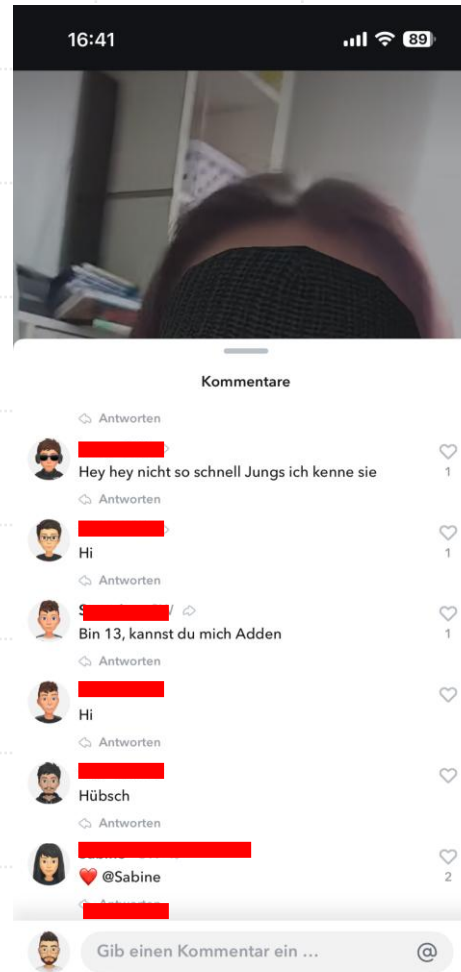 16:41
89
Kommentare
Antworten
Hey hey nicht so schnell Jungs ich kenne sie
1
Antworten
Hi
1
Antworten
Bin 13, kannst du mich Adden
1
Antworten
Hi
Antworten
Hübsch
Antworten
❤️ @Sabine
2
Gib einen Kommentar ein ...
@